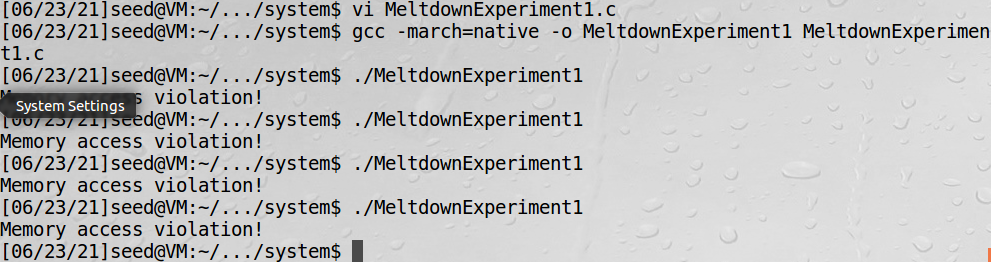 [06/23/21]seed@VM:~/.../system$ vi MeltdownExperiment1.c
[06/23/21]seed@VM:~/.../system$ gcc -march=native -o MeltdownExperiment1 MeltdownExperimen
t1.c
[06/23/21]seed@VM:~/.../system$ ./MeltdownExperiment1
Memory access violation!
System Settings
[06/23/21]seed@VM:~/.../system$ ./MeltdownExperiment1
Memory access violation!
[06/23/21]seed@VM:~/.../system$ ./MeltdownExperiment1
Memory access violation!
[06/23/21]seed@VM:~/.../system$ ./MeltdownExperiment1
Memory access violation!
[06/23/21]seed@VM:~/.../system$